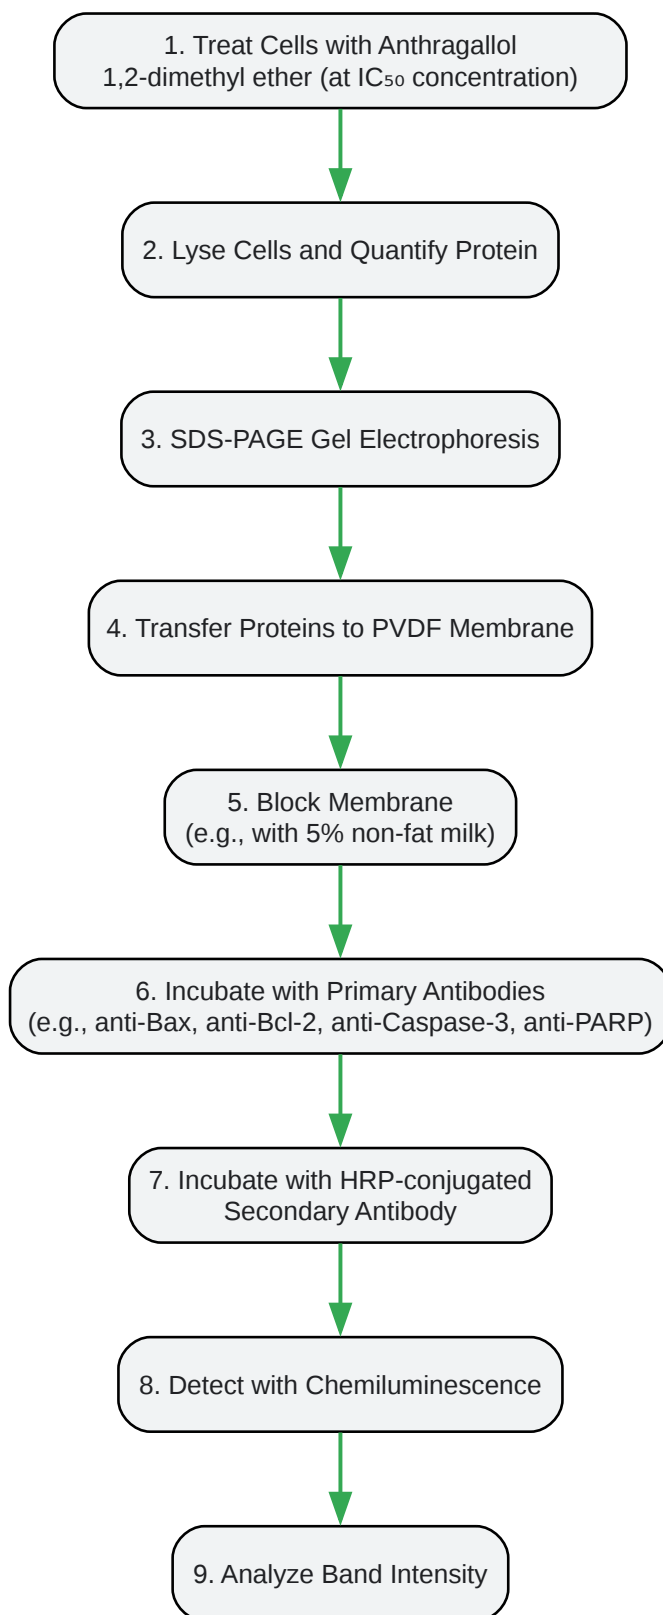 1. Treat Cells with Anthragallol
1,2-dimethyl ether (at IC₅₀ concentration)
2. Lyse Cells and Quantify Protein
3. SDS-PAGE Gel Electrophoresis
4. Transfer Proteins to PVDF Membrane
5. Block Membrane
(e.g., with 5% non-fat milk)
6. Incubate with Primary Antibodies
(e.g., anti-Bax, anti-Bcl-2, anti-Caspase-3, anti-PARP)
7. Incubate with HRP-conjugated
Secondary Antibody
8. Detect with Chemiluminescence
9. Analyze Band Intensity